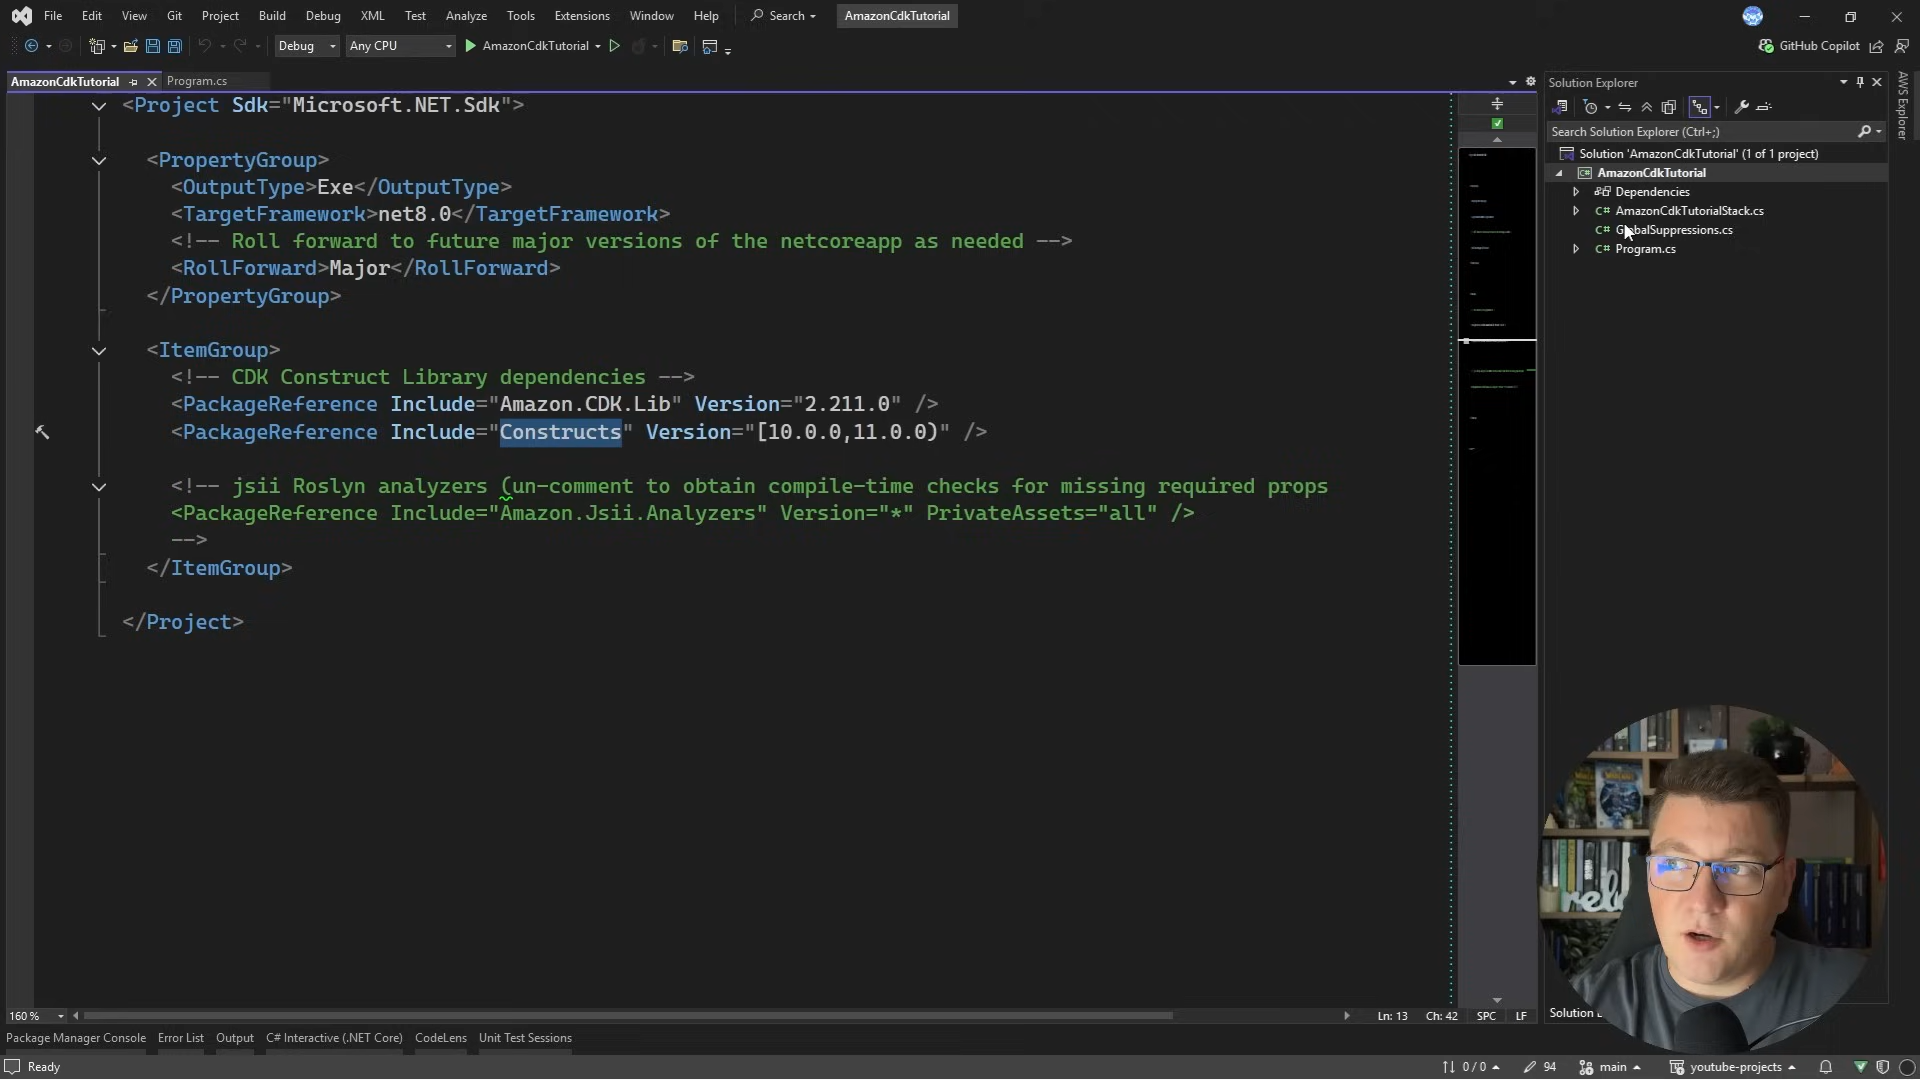 File Edit View Git Project Build Debug XML Test Analyze Tools Extensions Window Help Search AmazonCdkTutorial
Debug Any CPU AmazonCdkTutorial GitHub Copilot
AmazonCdkTutorial Program.cs
<Project Sdk="Microsoft.NET.Sdk">
<PropertyGroup>
<OutputType>Exe</OutputType>
<TargetFramework>net8.0</TargetFramework>
<!-- Roll forward to future major versions of the netcoreapp as needed -->
<RollForward>Major</RollForward>
</PropertyGroup>
<ItemGroup>
<!-- CDK Construct Library dependencies -->
<PackageReference Include="Amazon.CDK.Lib" Version="2.211.0" />
<PackageReference Include="Constructs" Version="[10.0.0,11.0.0)" />
<!-- jsii Roslyn analyzers (un-comment to obtain compile-time checks for missing required props
<PackageReference Include="Amazon.Jsii.Analyzers" Version="*" PrivateAssets="all" />
-->
</ItemGroup>
</Project>
Solution Explorer
Search Solution Explorer (Ctrl+;)
Solution 'AmazonCdkTutorial' (1 of 1 project)
AmazonCdkTutorial
Dependencies
AmazonCdkTutorialStack.cs
GlobalSuppressions.cs
Program.cs
AWS Explorer
160 % Ln: 13 Ch: 42 SPC LF
Solution
Package Manager Console Error List Output C# Interactive (.NET Core) CodeLens Unit Test Sessions
Ready 0 / 0 94 main youtube-projects